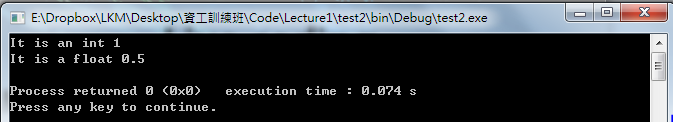 E:\Dropbox\LKM\Desktop\資工訓練班\Code\Lecture1\test2\bin\Debug\test2.exe
It is an int 1
It is a float 0.5
Process returned 0 (0x0)   execution time : 0.074 s
Press any key to continue.